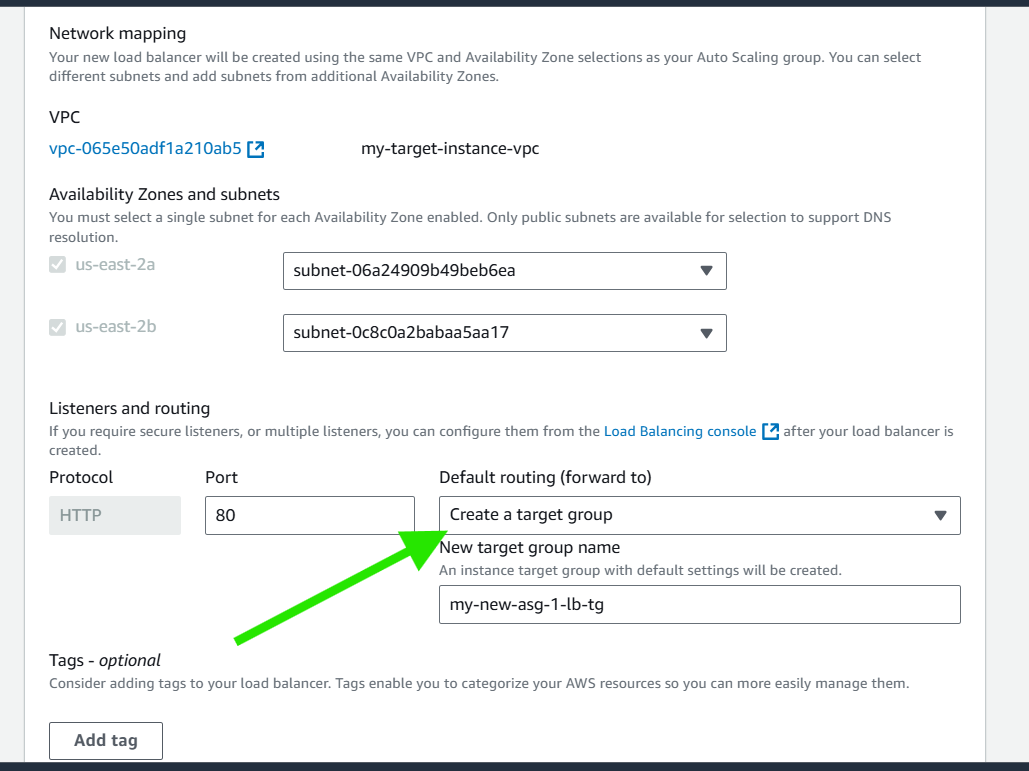 Network mapping
Your new load balancer will be created using the same VPC and Availability Zone selections as your Auto Scaling group. You can select
different subnets and add subnets from additional Availability Zones.
VPC
vpc-065e50adf1a210ab5 my-target-instance-vpc
Availability Zones and subnets
You must select a single subnet for each Availability Zone enabled. Only public subnets are available for selection to support DNS
resolution.
us-east-2a subnet-06a24909b49beb6ea
us-east-2b subnet-0c8c0a2babaa5aa17
Listeners and routing
If you require secure listeners, or multiple listeners, you can configure them from the Load Balancing console after your load balancer is
created.
Protocol Port Default routing (forward to)
HTTP 80 Create a target group
New target group name
An instance target group with default settings will be created.
my-new-asg-1-lb-tg
Tags - optional
Consider adding tags to your load balancer. Tags enable you to categorize your AWS resources so you can more easily manage them.
Add tag